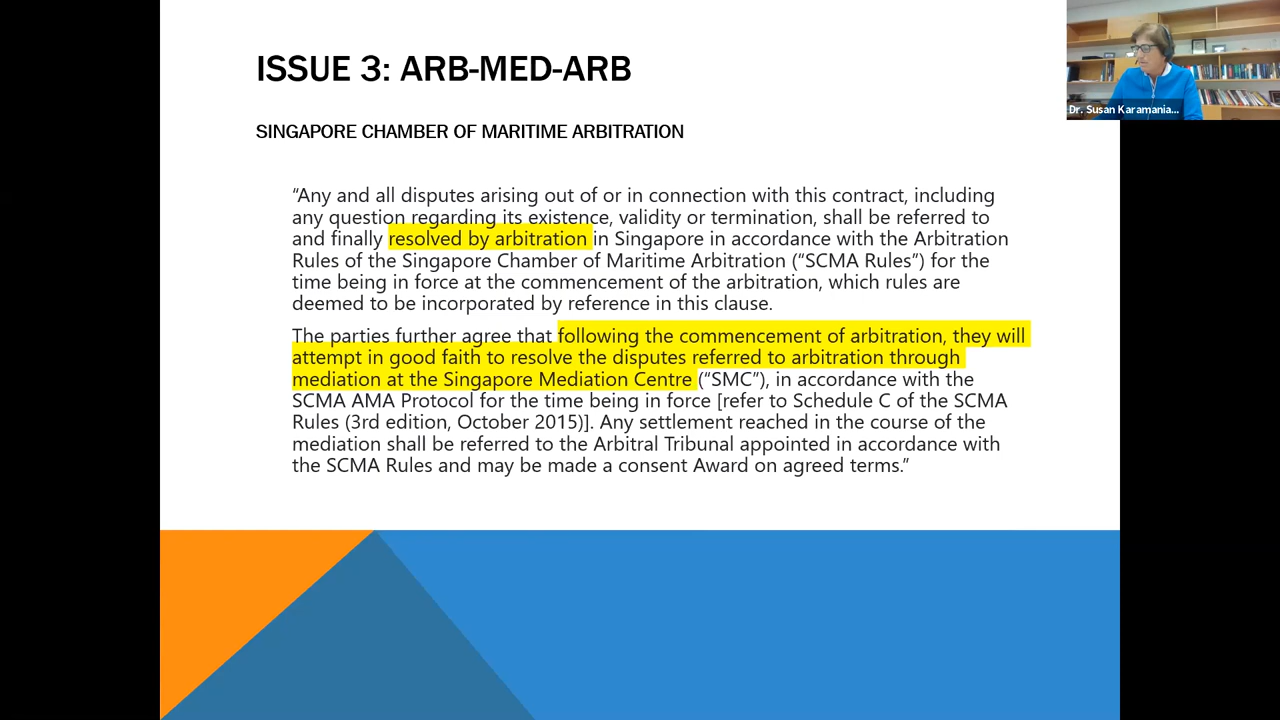 ISSUE 3: ARB-MED-ARB
Dr. Susan Karamania...
SINGAPORE CHAMBER OF MARITIME ARBITRATION
“Any and all disputes arising out of or in connection with this contract, including
any question regarding its existence, validity or termination, shall be referred to
and finally resolved by arbitration in Singapore in accordance with the Arbitration
Rules of the Singapore Chamber of Maritime Arbitration (“SCMA Rules”) for the
time being in force at the commencement of the arbitration, which rules are
deemed to be incorporated by reference in this clause.
The parties further agree that following the commencement of arbitration, they will
attempt in good faith to resolve the disputes referred to arbitration through
mediation at the Singapore Mediation Centre (“SMC”), in accordance with the
SCMA AMA Protocol for the time being in force [refer to Schedule C of the SCMA
Rules (3rd edition, October 2015)]. Any settlement reached in the course of the
mediation shall be referred to the Arbitral Tribunal appointed in accordance with
the SCMA Rules and may be made a consent Award on agreed terms.”